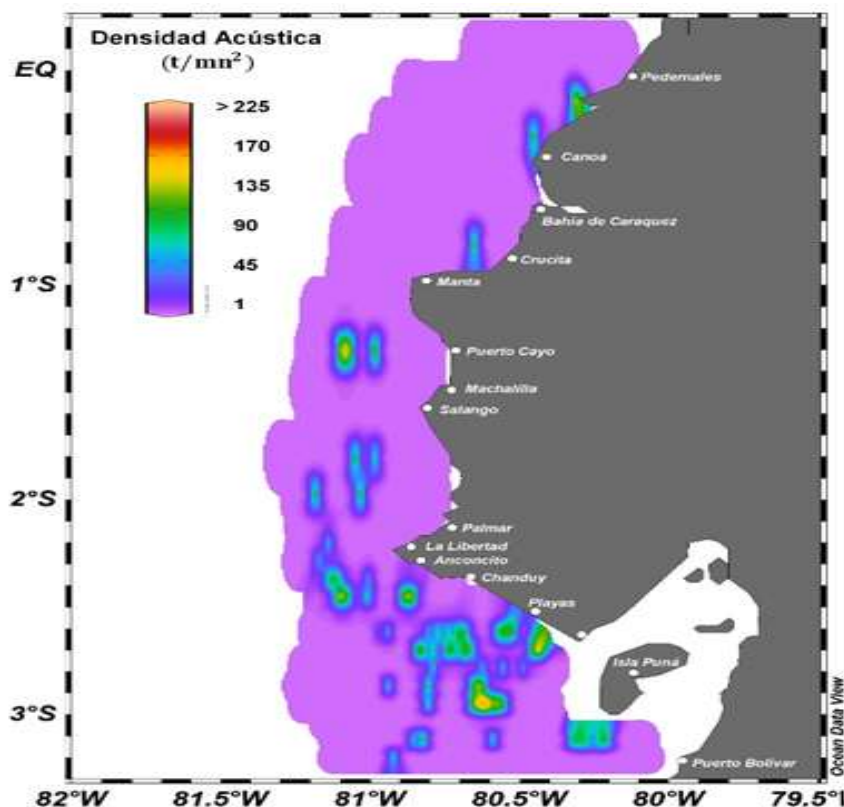 Densidad Acústica
(t/mn²)
> 225
170
135
90
45
1
EQ
1°S
2°S
3°S
Pedernales
Canoa
Bahía de Caraquez
Crucita
Manta
Puerto Cayo
Machalilla
Salango
Palmar
La Libertad
Anconcito
Chanduy
Playas
Isla Puná
Puerto Bolívar
82°W
81.5°W
81°W
80.5°W
80°W
79.5°
Ocean Data View